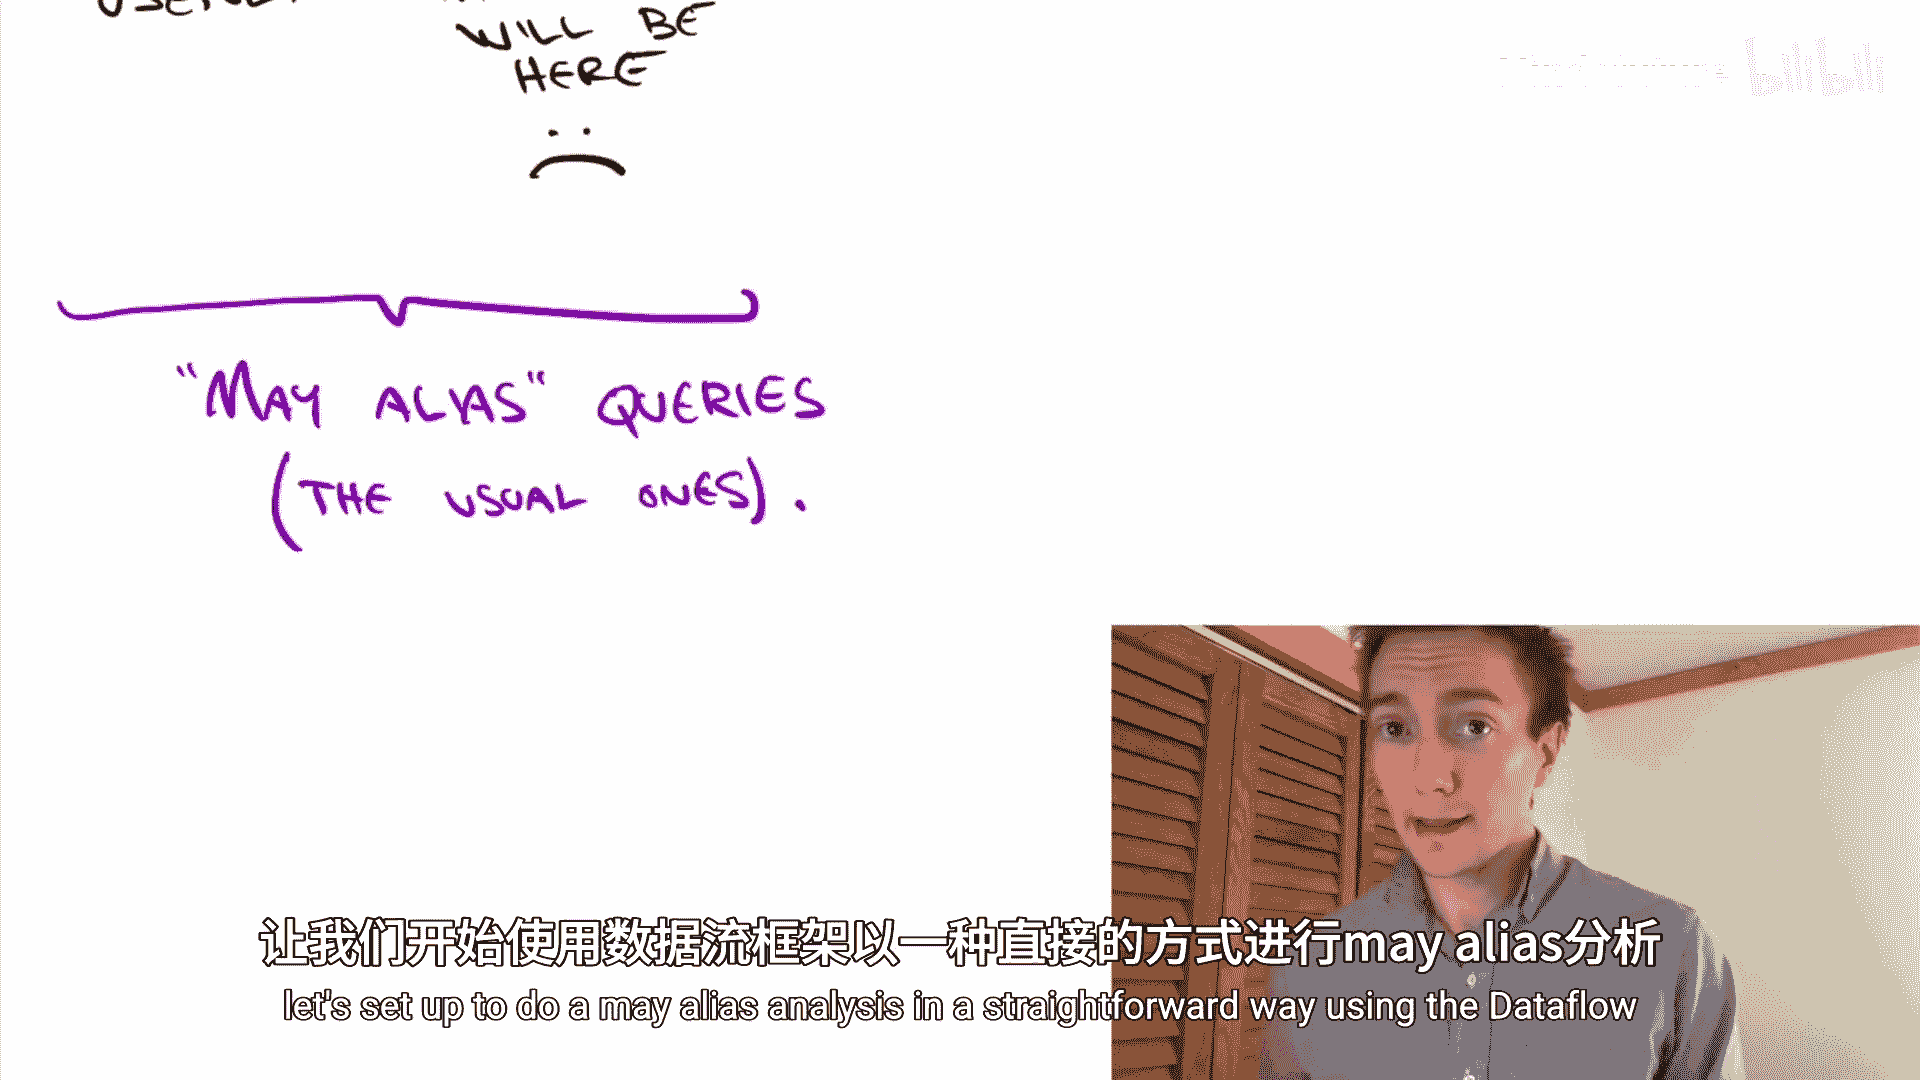 WILL BE
HERE
bilibili
"MAY ALIAS" QUERIES
(THE USUAL ONES).
让我们开始使用数据流框架以一种直接的方式进行may alias分析
let's set up to do a may alias analysis in a straightforward way using the Dataflow